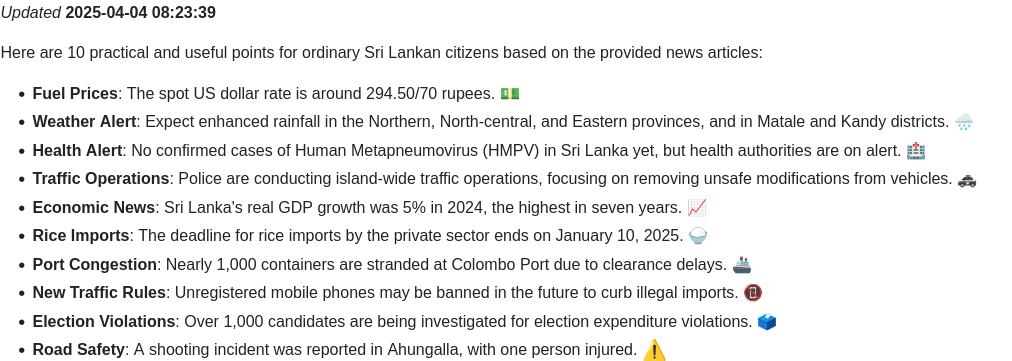 Updated 2025-04-04 08:23:39
Here are 10 practical and useful points for ordinary Sri Lankan citizens based on the provided news articles:
• Fuel Prices: The spot US dollar rate is around 294.50/70 rupees. 💵
• Weather Alert: Expect enhanced rainfall in the Northern, North-central, and Eastern provinces, and in Matale and Kandy districts. 🌧️
• Health Alert: No confirmed cases of Human Metapneumovirus (HMPV) in Sri Lanka yet, but health authorities are on alert. 🏥
• Traffic Operations: Police are conducting island-wide traffic operations, focusing on removing unsafe modifications from vehicles. 🚓
• Economic News: Sri Lanka's real GDP growth was 5% in 2024, the highest in seven years. 📈
• Rice Imports: The deadline for rice imports by the private sector ends on January 10, 2025. 🍚
• Port Congestion: Nearly 1,000 containers are stranded at Colombo Port due to clearance delays. 🚢
• New Traffic Rules: Unregistered mobile phones may be banned in the future to curb illegal imports. 📵
• Election Violations: Over 1,000 candidates are being investigated for election expenditure violations. 🗳️
• Road Safety: A shooting incident was reported in Ahungalla, with one person injured. ⚠️